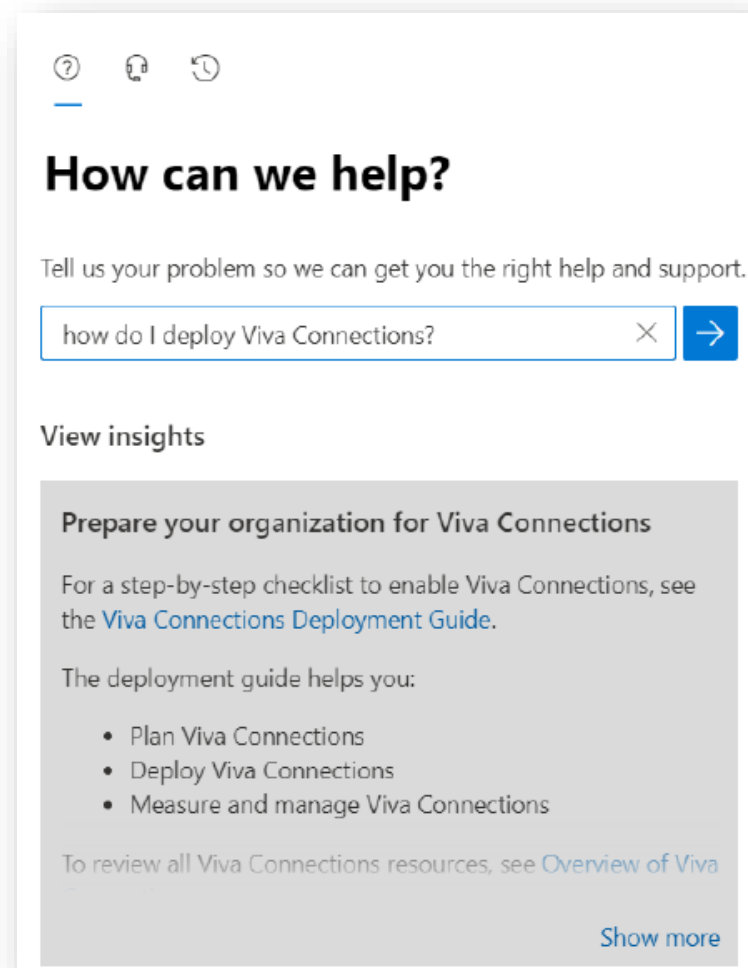 How can we help?
Tell us your problem so we can get you the right help and support.
how do I deploy Viva Connections?
View insights
Prepare your organization for Viva Connections
For a step-by-step checklist to enable Viva Connections, see
the Viva Connections Deployment Guide.
The deployment guide helps you:
• Plan Viva Connections
• Deploy Viva Connections
• Measure and manage Viva Connections
To review all Viva Connections resources, see Overview of Viva
Show more